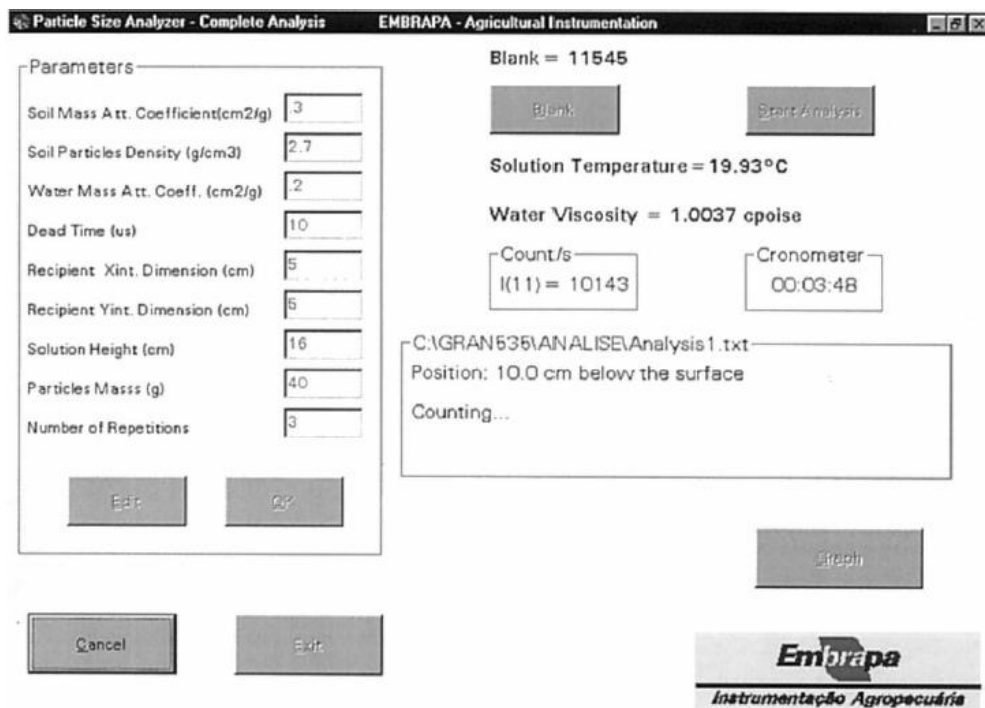 Particle Size Analyzer - Complete Analysis EMBRAPA - Agricultural Instrumentation
Parameters
Soil Mass Att. Coefficient(cm2/g) .3
Soil Particles Density (g/cm3) 2.7
Water Mass Att. Coeff. (cm2/g) .2
Dead Time (us) 10
Recipient Xint. Dimension (cm) 5
Recipient Yint. Dimension (cm) 5
Solution Height (cm) 16
Particles Masss (g) 40
Number of Repetitions 3
Edit OK
Cancel Exit
Blank = 11545
Blank Start Analysis
Solution Temperature = 19.93ºC
Water Viscosity = 1.0037 cpoise
Count/s Cronometer
I(11) = 10143 00:03:48
C:\GRAN535\ANALISE\Analysis1.txt
Position: 10.0 cm below the surface
Counting...
Graph
Embrapa
Instrumentação Agropecuária